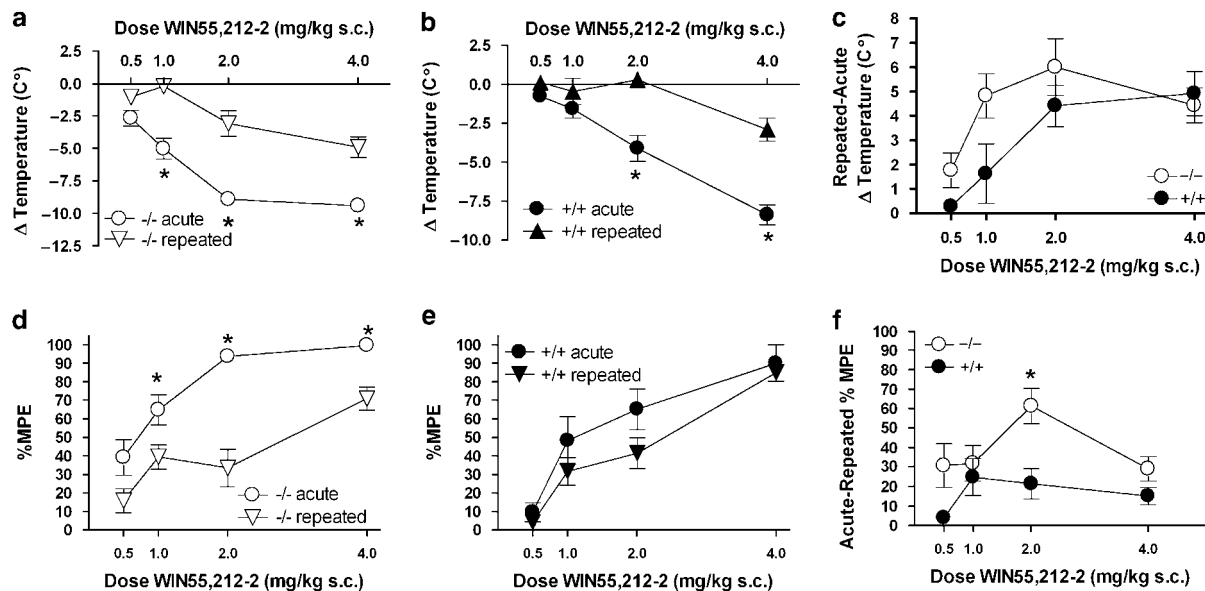 a
Dose WIN55,212-2 (mg/kg s.c.)
0.5 1.0 2.0 4.0
2.5
0.0
−2.5
−5.0
−7.5
−10.0
−12.5
Δ Temperature (C°)
* * *
-/- acute
-/- repeated
b
Dose WIN55,212-2 (mg/kg s.c.)
0.5 1.0 2.0 4.0
2.5
0.0
−2.5
−5.0
−7.5
−10.0
Δ Temperature (C°)
* *
+/+ acute
+/+ repeated
c
Repeated-Acute
Δ Temperature (C°)
8
7
6
5
4
3
2
1
0
−/−
+/+
0.5 1.0 2.0 4.0
Dose WIN55,212-2 (mg/kg s.c.)
d
%MPE
100
90
80
70
60
50
40
30
20
10
0
* * *
-/- acute
-/- repeated
0.5 1.0 2.0 4.0
Dose WIN55,212-2 (mg/kg s.c.)
e
%MPE
100
90
80
70
60
50
40
30
20
10
0
+/+ acute
+/+ repeated
0.5 1.0 2.0 4.0
Dose WIN55,212-2 (mg/kg s.c.)
f
Acute-Repeated % MPE
100
90
80
70
60
50
40
30
20
10
0
−/−
+/+
*
0.5 1.0 2.0 4.0
Dose WIN55,212-2 (mg/kg s.c.)